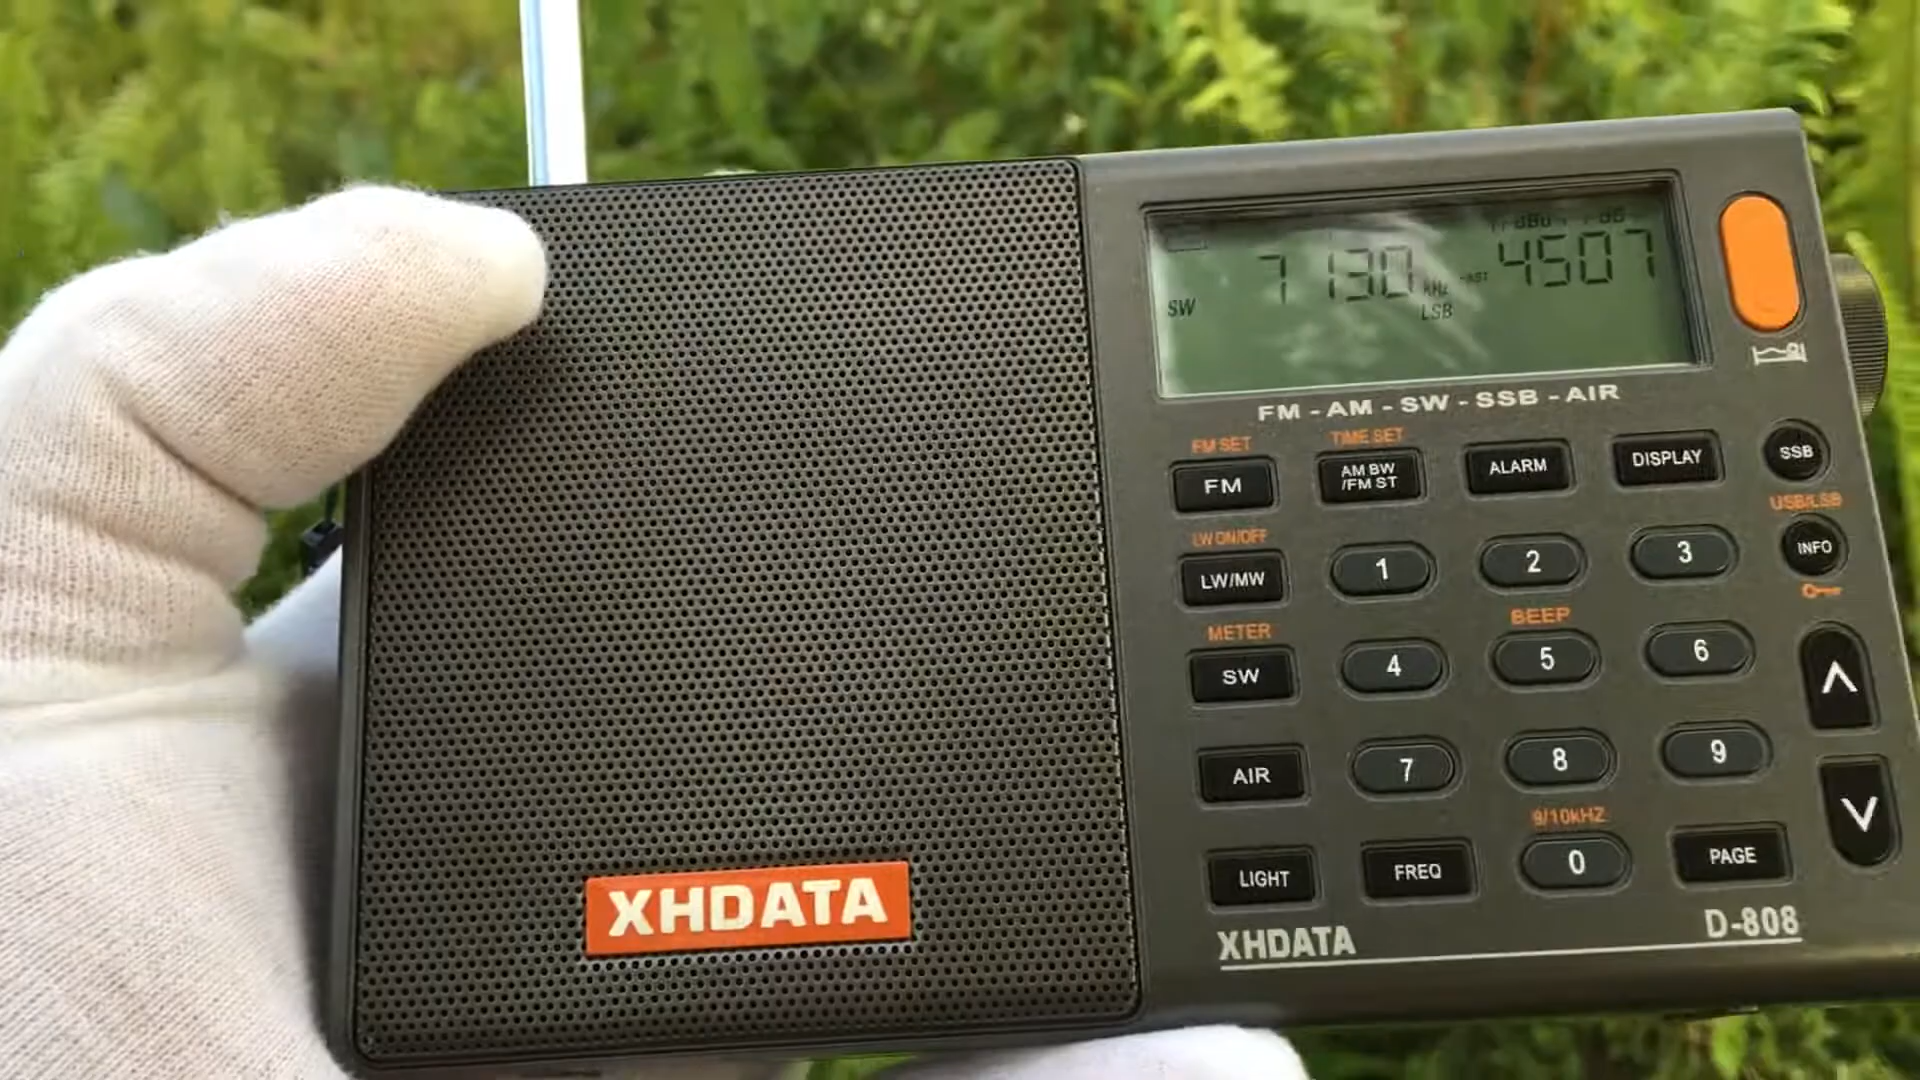 7130 kHz FAST 4507
SW
LSB
FM - AM - SW - SSB - AIR
FM SET TIME SET
FM AM BW /FM ST ALARM DISPLAY SSB
USB/LSB
LW ON/OFF
LW/MW 1 2 3 INFO
METER BEEP
SW 4 5 6
AIR 7 8 9
9/10kHZ
LIGHT FREQ 0 PAGE
XHDATA
XHDATA D-808